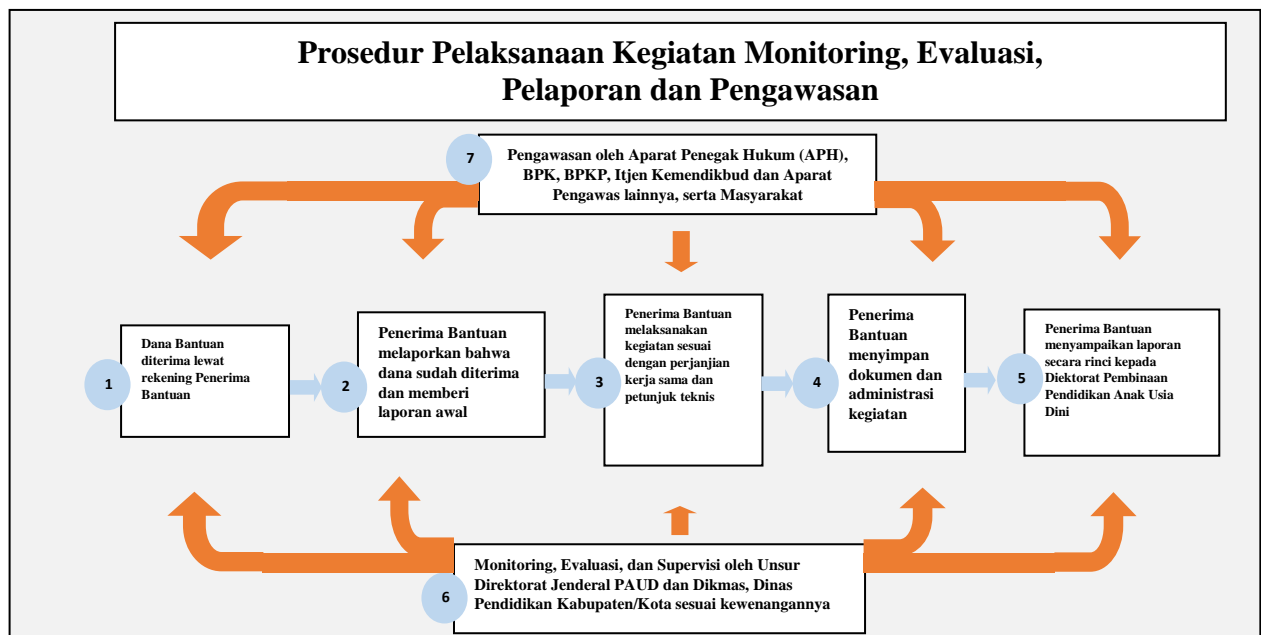 Prosedur Pelaksanaan Kegiatan Monitoring, Evaluasi,
Pelaporan dan Pengawasan
7
Pengawasan oleh Aparat Penegak Hukum (APH),
BPK, BPKP, Itjen Kemendikbud dan Aparat
Pengawas lainnya, serta Masyarakat
1
Dana Bantuan
diterima lewat
rekening Penerima
Bantuan
2
Penerima Bantuan
melaporkan bahwa
dana sudah diterima
dan memberi
laporan awal
3
Penerima Bantuan
melaksanakan
kegiatan sesuai
dengan perjanjian
kerja sama dan
petunjuk teknis
4
Penerima
Bantuan
menyimpan
dokumen dan
administrasi
kegiatan
5
Penerima Bantuan
menyampaikan laporan
secara rinci kepada
Diektorat Pembinaan
Pendidikan Anak Usia
Dini
6
Monitoring, Evaluasi, dan Supervisi oleh Unsur
Direktorat Jenderal PAUD dan Dikmas, Dinas
Pendidikan Kabupaten/Kota sesuai kewenangannya